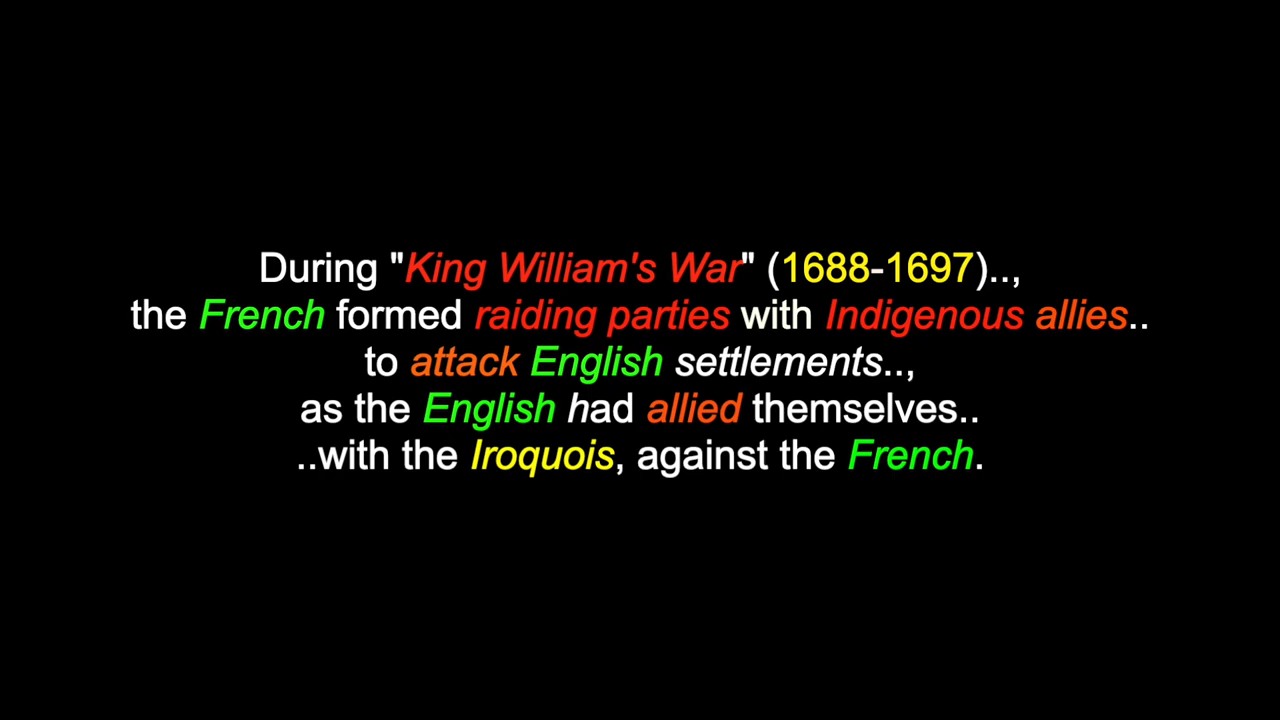 During "King William's War" (1688-1697)..,
the French formed raiding parties with Indigenous allies..
to attack English settlements..,
as the English had allied themselves..
..with the Iroquois, against the French.